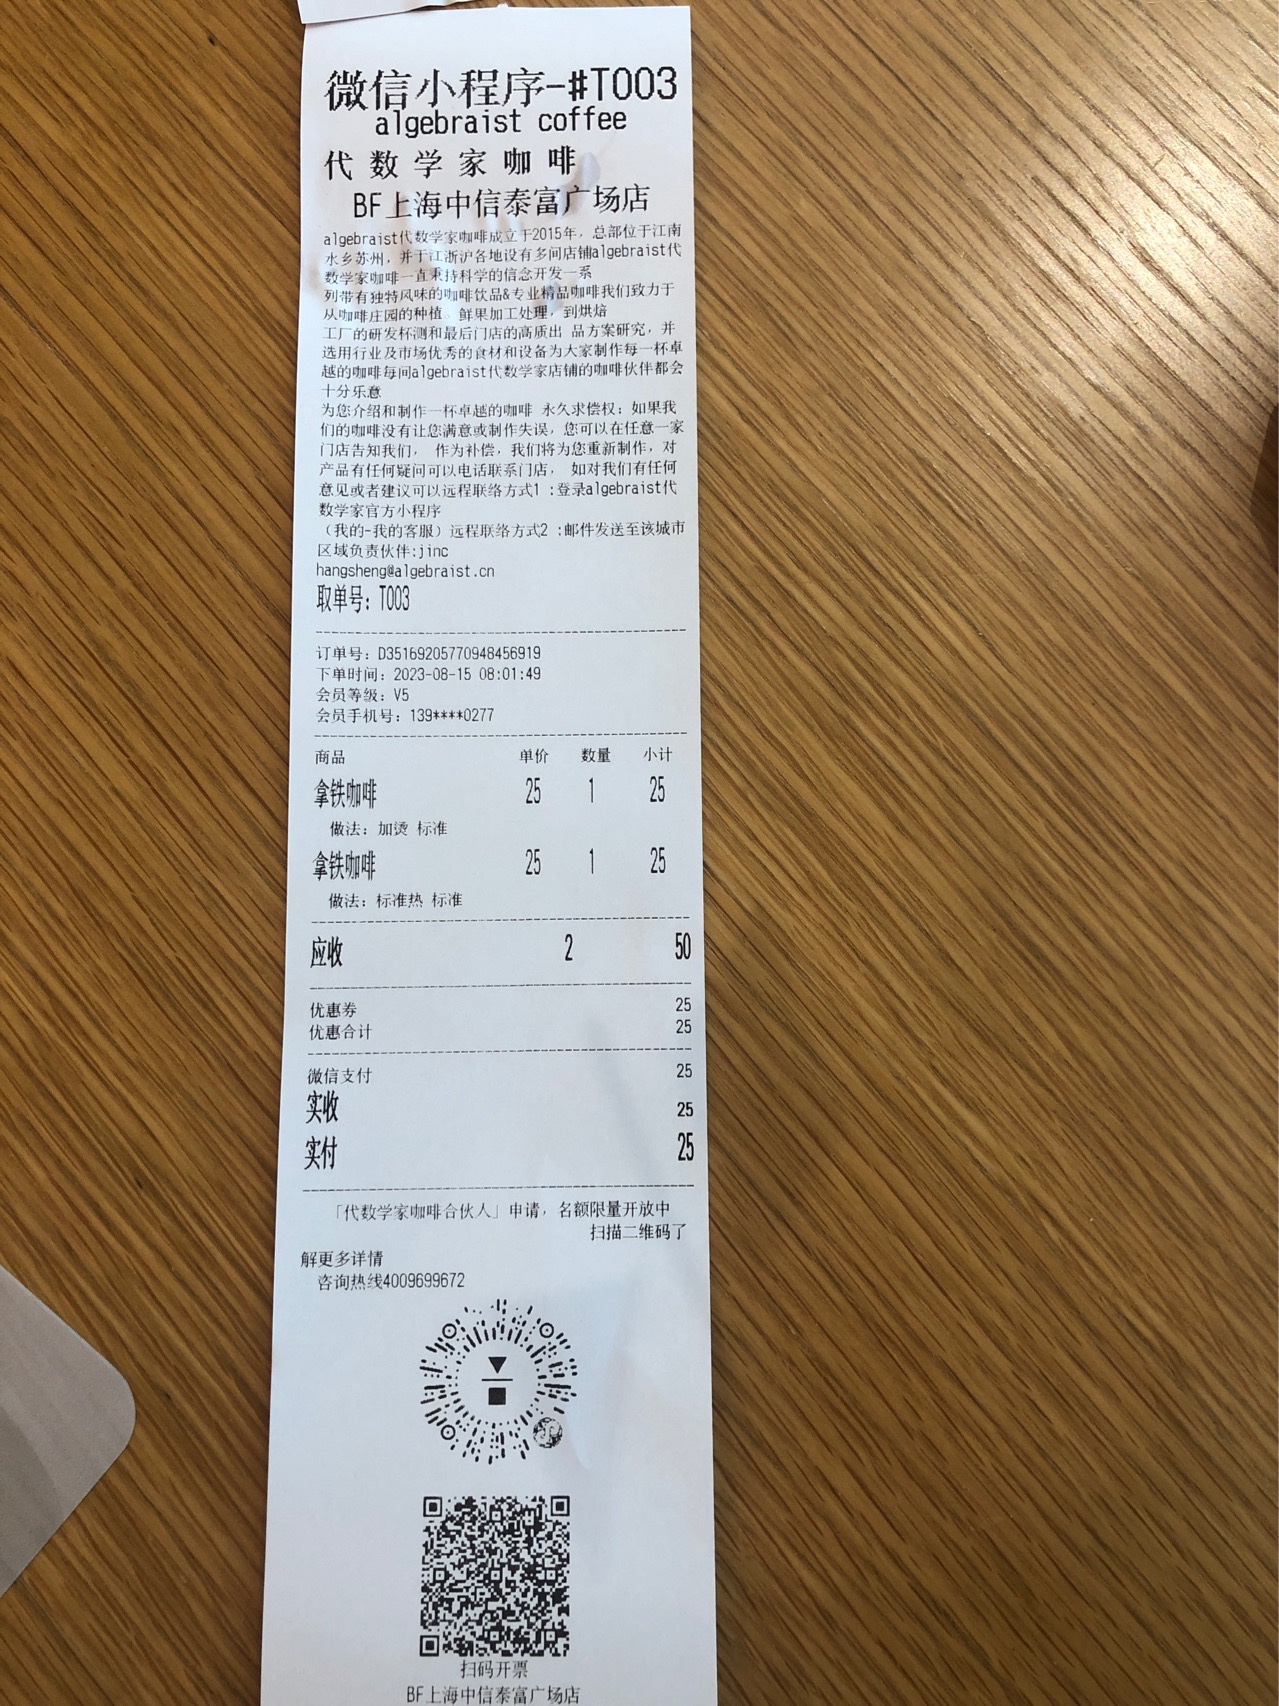 微信小程序-#T003
algebraist coffee
代数学家咖啡
BF上海中信泰富广场店
algebraist代数学家咖啡成立于2015年，总部位于江南
水乡苏州，并于江浙沪各地设有多间店铺algebraist代
数学家咖啡一直秉持科学的信念开发一系
列带有独特风味的咖啡饮品&专业精品咖啡我们致力于
从咖啡庄园的种植，鲜果加工处理，到烘焙
工厂的研发杯测和最后门店的高质出 品方案研究，并
选用行业及市场优秀的食材和设备为大家制作每一杯卓
越的咖啡每间algebraist代数学家店铺的咖啡伙伴都会
十分乐意
为您介绍和制作一杯卓越的咖啡 永久求偿权：如果我
们的咖啡没有让您满意或制作失误，您可以在任意一家
门店告知我们， 作为补偿，我们将为您重新制作，对
产品有任何疑问可以电话联系门店， 如对我们有任何
意见或者建议可以远程联络方式1 :登录algebraist代
数学家官方小程序
（我的-我的客服）远程联络方式2 :邮件发送至该城市
区域负责伙伴:jinc
hangsheng@algebraist.cn
取单号：T003
订单号：D35169205770948456919
下单时间：2023-08-15 08:01:49
会员等级：V5
会员手机号：139****0277
商品 单价 数量 小计
拿铁咖啡 25 1 25
做法：加烫 标准
拿铁咖啡 25 1 25
做法：标准热 标准
应收 2 50
优惠券 25
优惠合计 25
微信支付 25
实收 25
实付 25
「代数学家咖啡合伙人」申请，名额限量开放中
扫描二维码了
解更多详情
咨询热线4009699672
扫码开票
BF上海中信泰富广场店